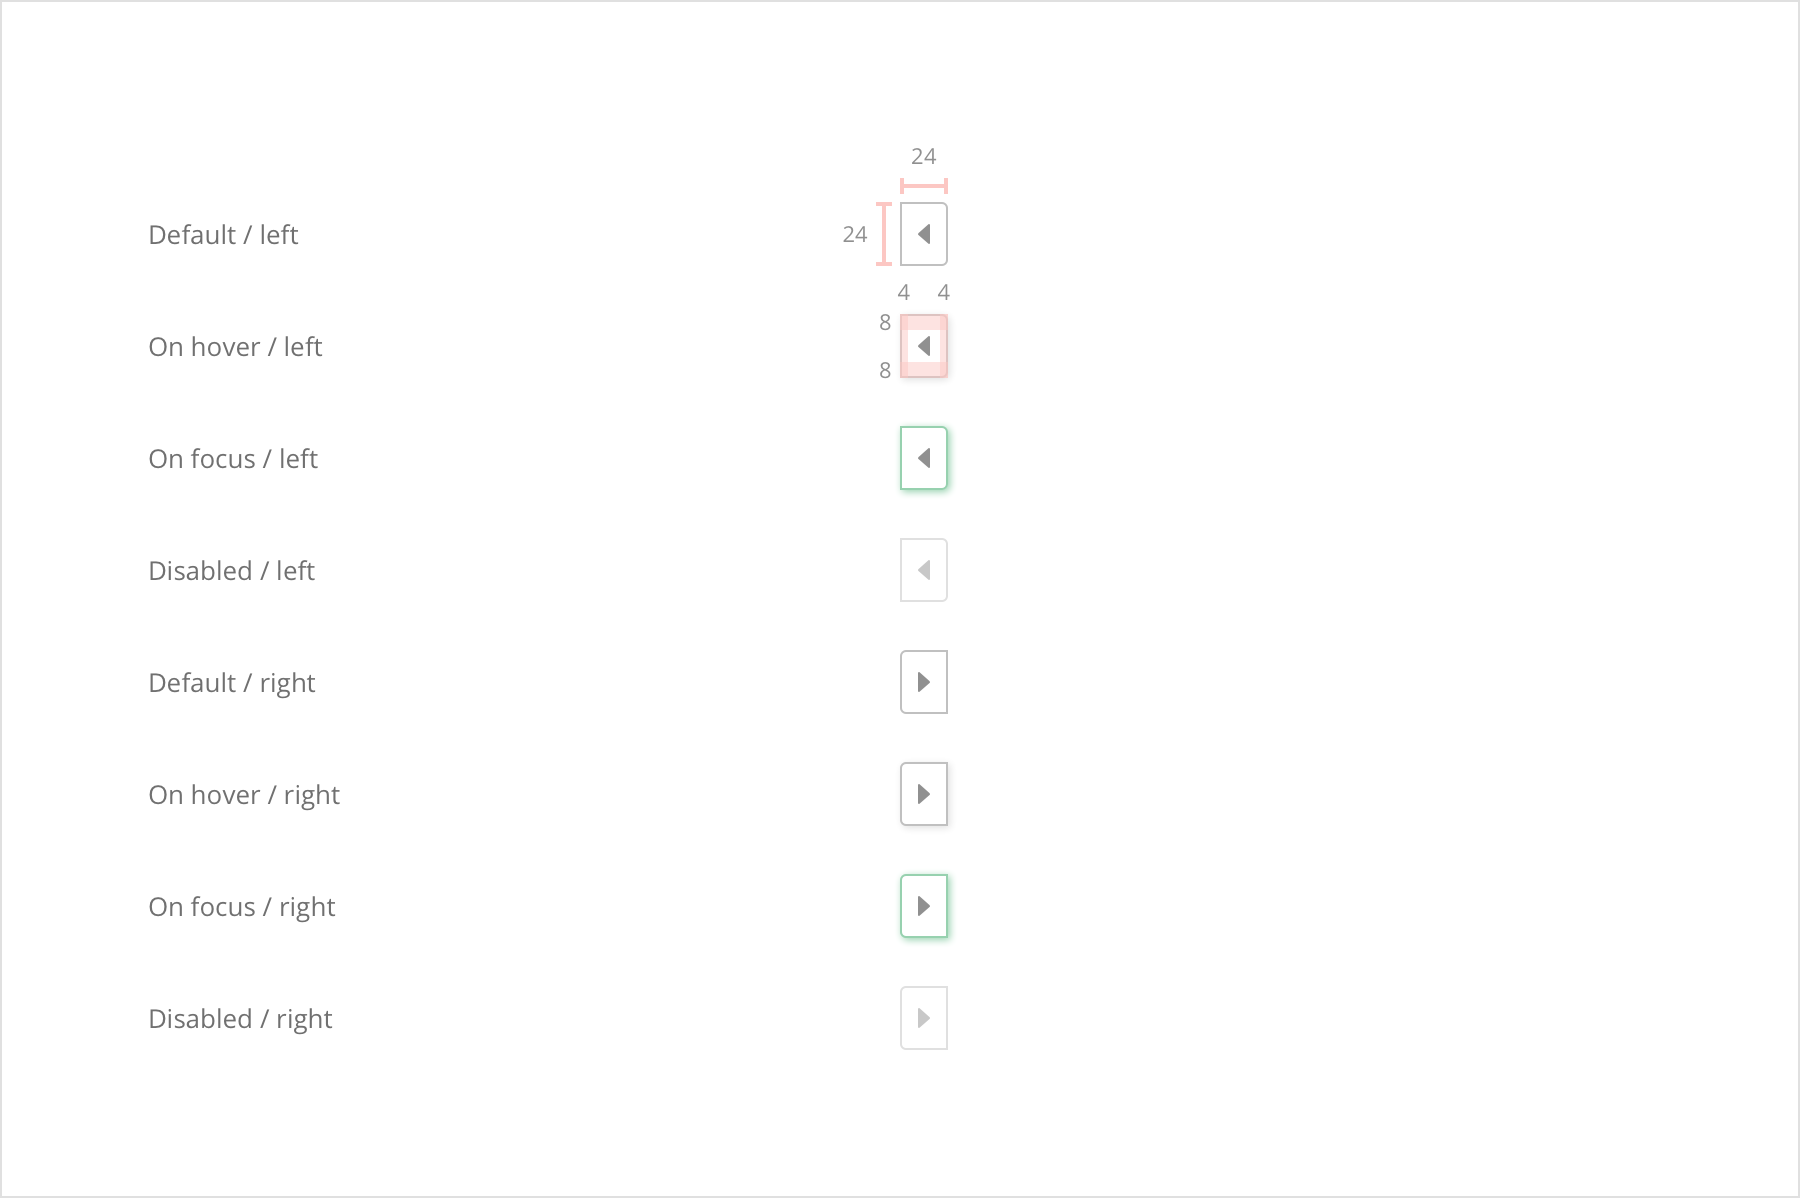 24
Default / left
24
4 4
On hover / left
8
8
On focus / left
Disabled / left
Default / right
On hover / right
On focus / right
Disabled / right